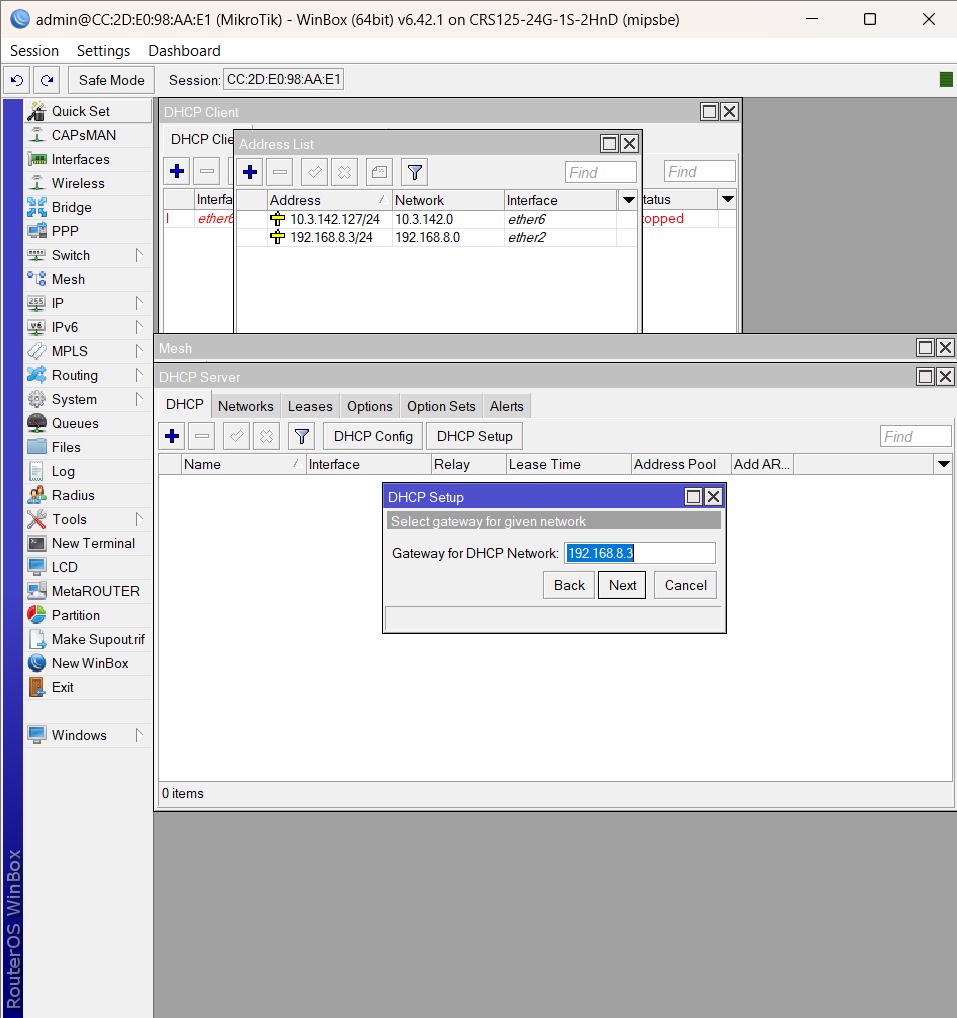 admin@CC:2D:E0:98:AA:E1 (MikroTik) - WinBox (64bit) v6.42.1 on CRS125-24G-1S-2HnD (mipsbe)
Session Settings Dashboard
Safe Mode Session: CC:2D:E0:98:AA:E1
Quick Set
CAPsMAN
Interfaces
Wireless
Bridge
PPP
Switch
Mesh
IP
IPv6
MPLS
Routing
System
Queues
Files
Log
Radius
Tools
New Terminal
LCD
MetaROUTER
Partition
Make Supout.rif
New WinBox
Exit
Windows
RouterOS WinBox
DHCP Client
DHCP Clie
Find
Interfa
tatus
I ether6
topped
Address List
Find
Address Network Interface
10.3.142.127/24 10.3.142.0 ether6
192.168.8.3/24 192.168.8.0 ether2
Mesh
DHCP Server
DHCP Networks Leases Options Option Sets Alerts
DHCP Config DHCP Setup Find
Name Interface Relay Lease Time Address Pool Add AR...
DHCP Setup
Select gateway for given network
Gateway for DHCP Network: 192.168.8.3
Back Next Cancel
0 items